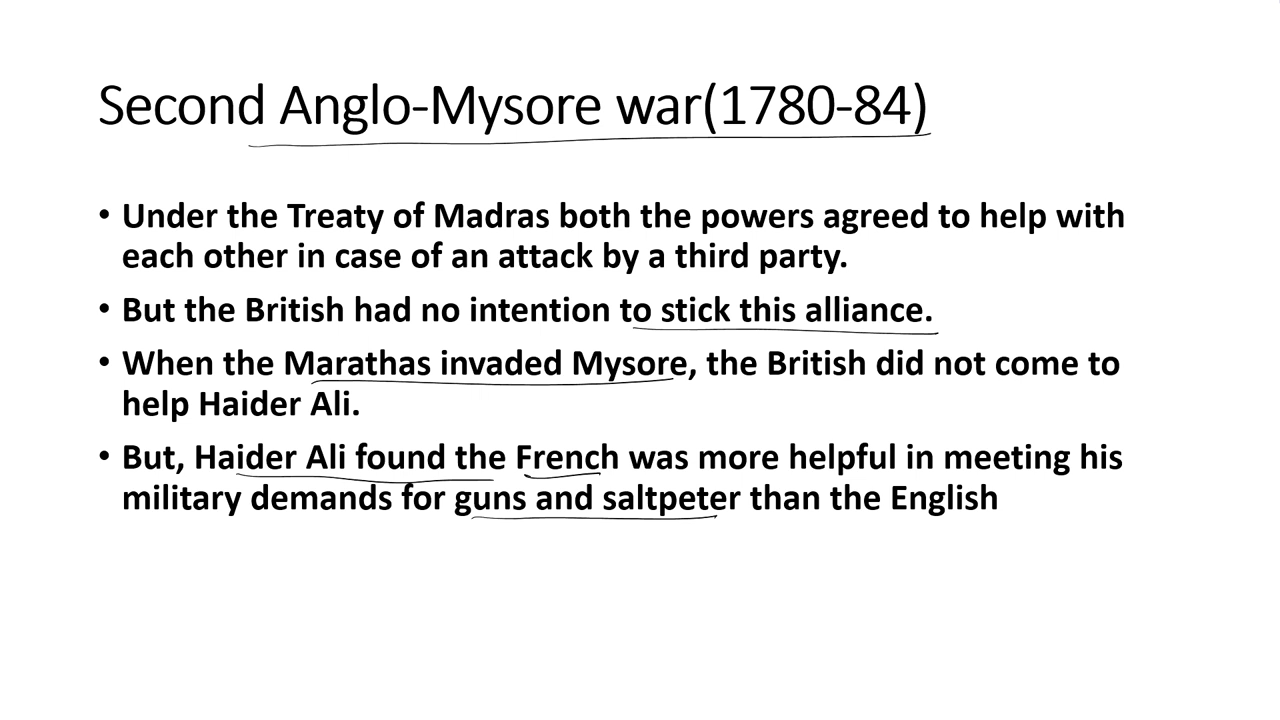 Second Anglo-Mysore war(1780-84)
• Under the Treaty of Madras both the powers agreed to help with
each other in case of an attack by a third party.
• But the British had no intention to stick this alliance.
• When the Marathas invaded Mysore, the British did not come to
help Haider Ali.
• But, Haider Ali found the French was more helpful in meeting his
military demands for guns and saltpeter than the English